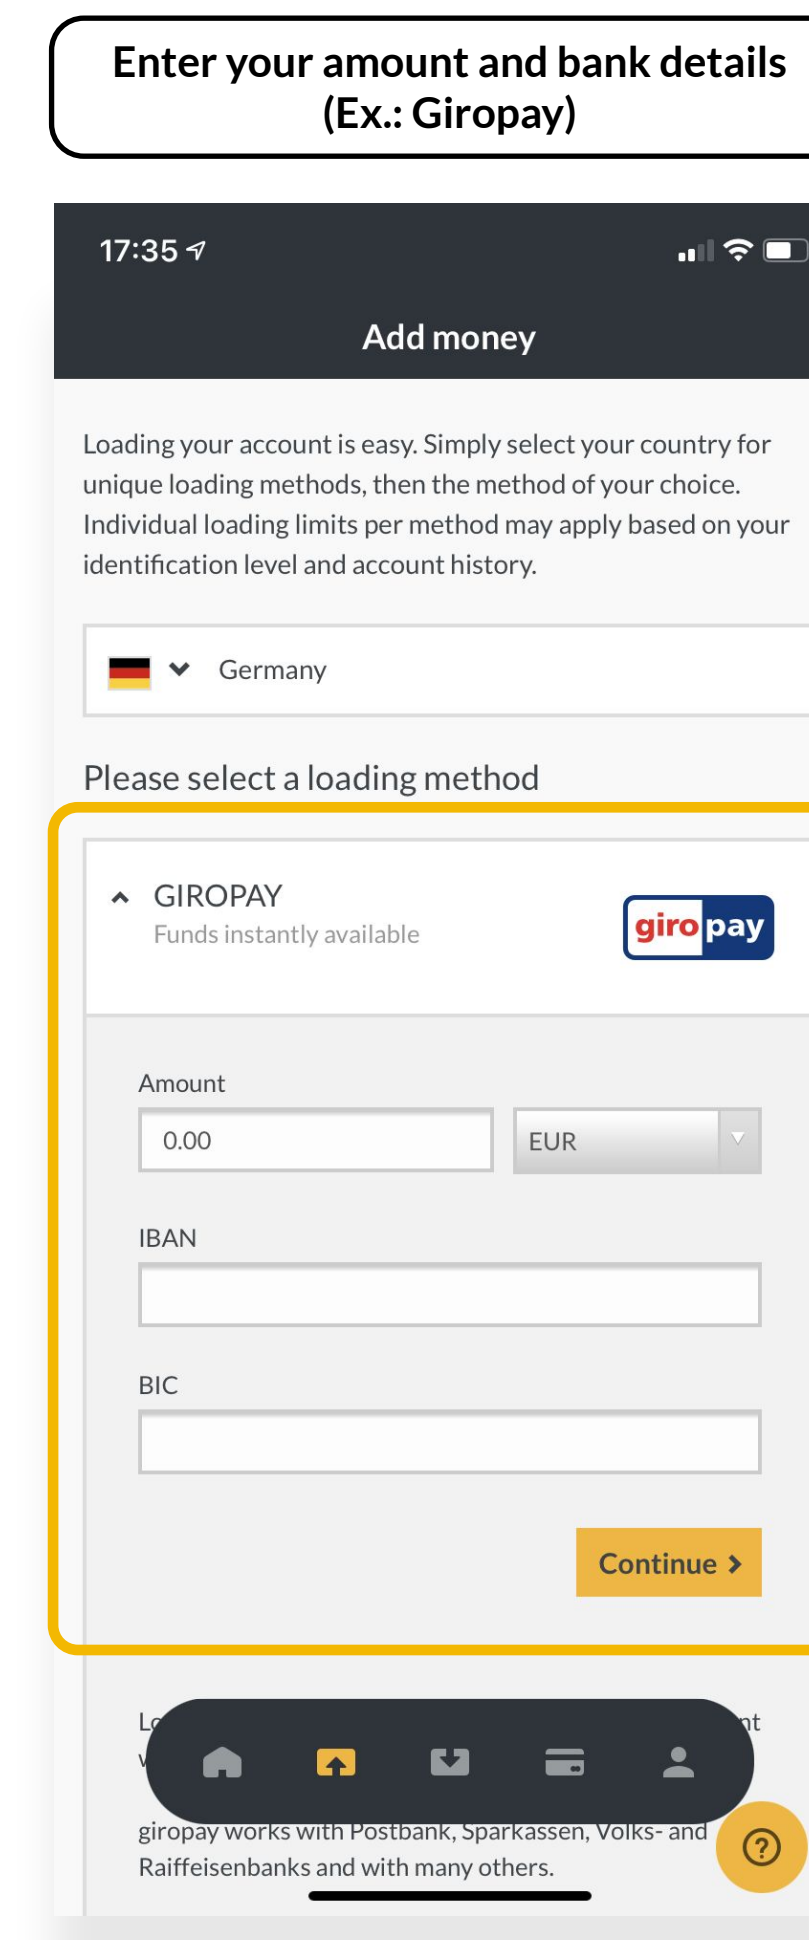 Enter your amount and bank details
(Ex.: Giropay)
17:35
Add money
Loading your account is easy. Simply select your country for
unique loading methods, then the method of your choice.
Individual loading limits per method may apply based on your
identification level and account history.
Germany
Please select a loading method
GIROPAY
Funds instantly available
giropay
Amount
0.00
EUR
IBAN
BIC
Continue
giropay works with Postbank, Sparkassen, Volks- and
Raiffeisenbanks and with many others.
?